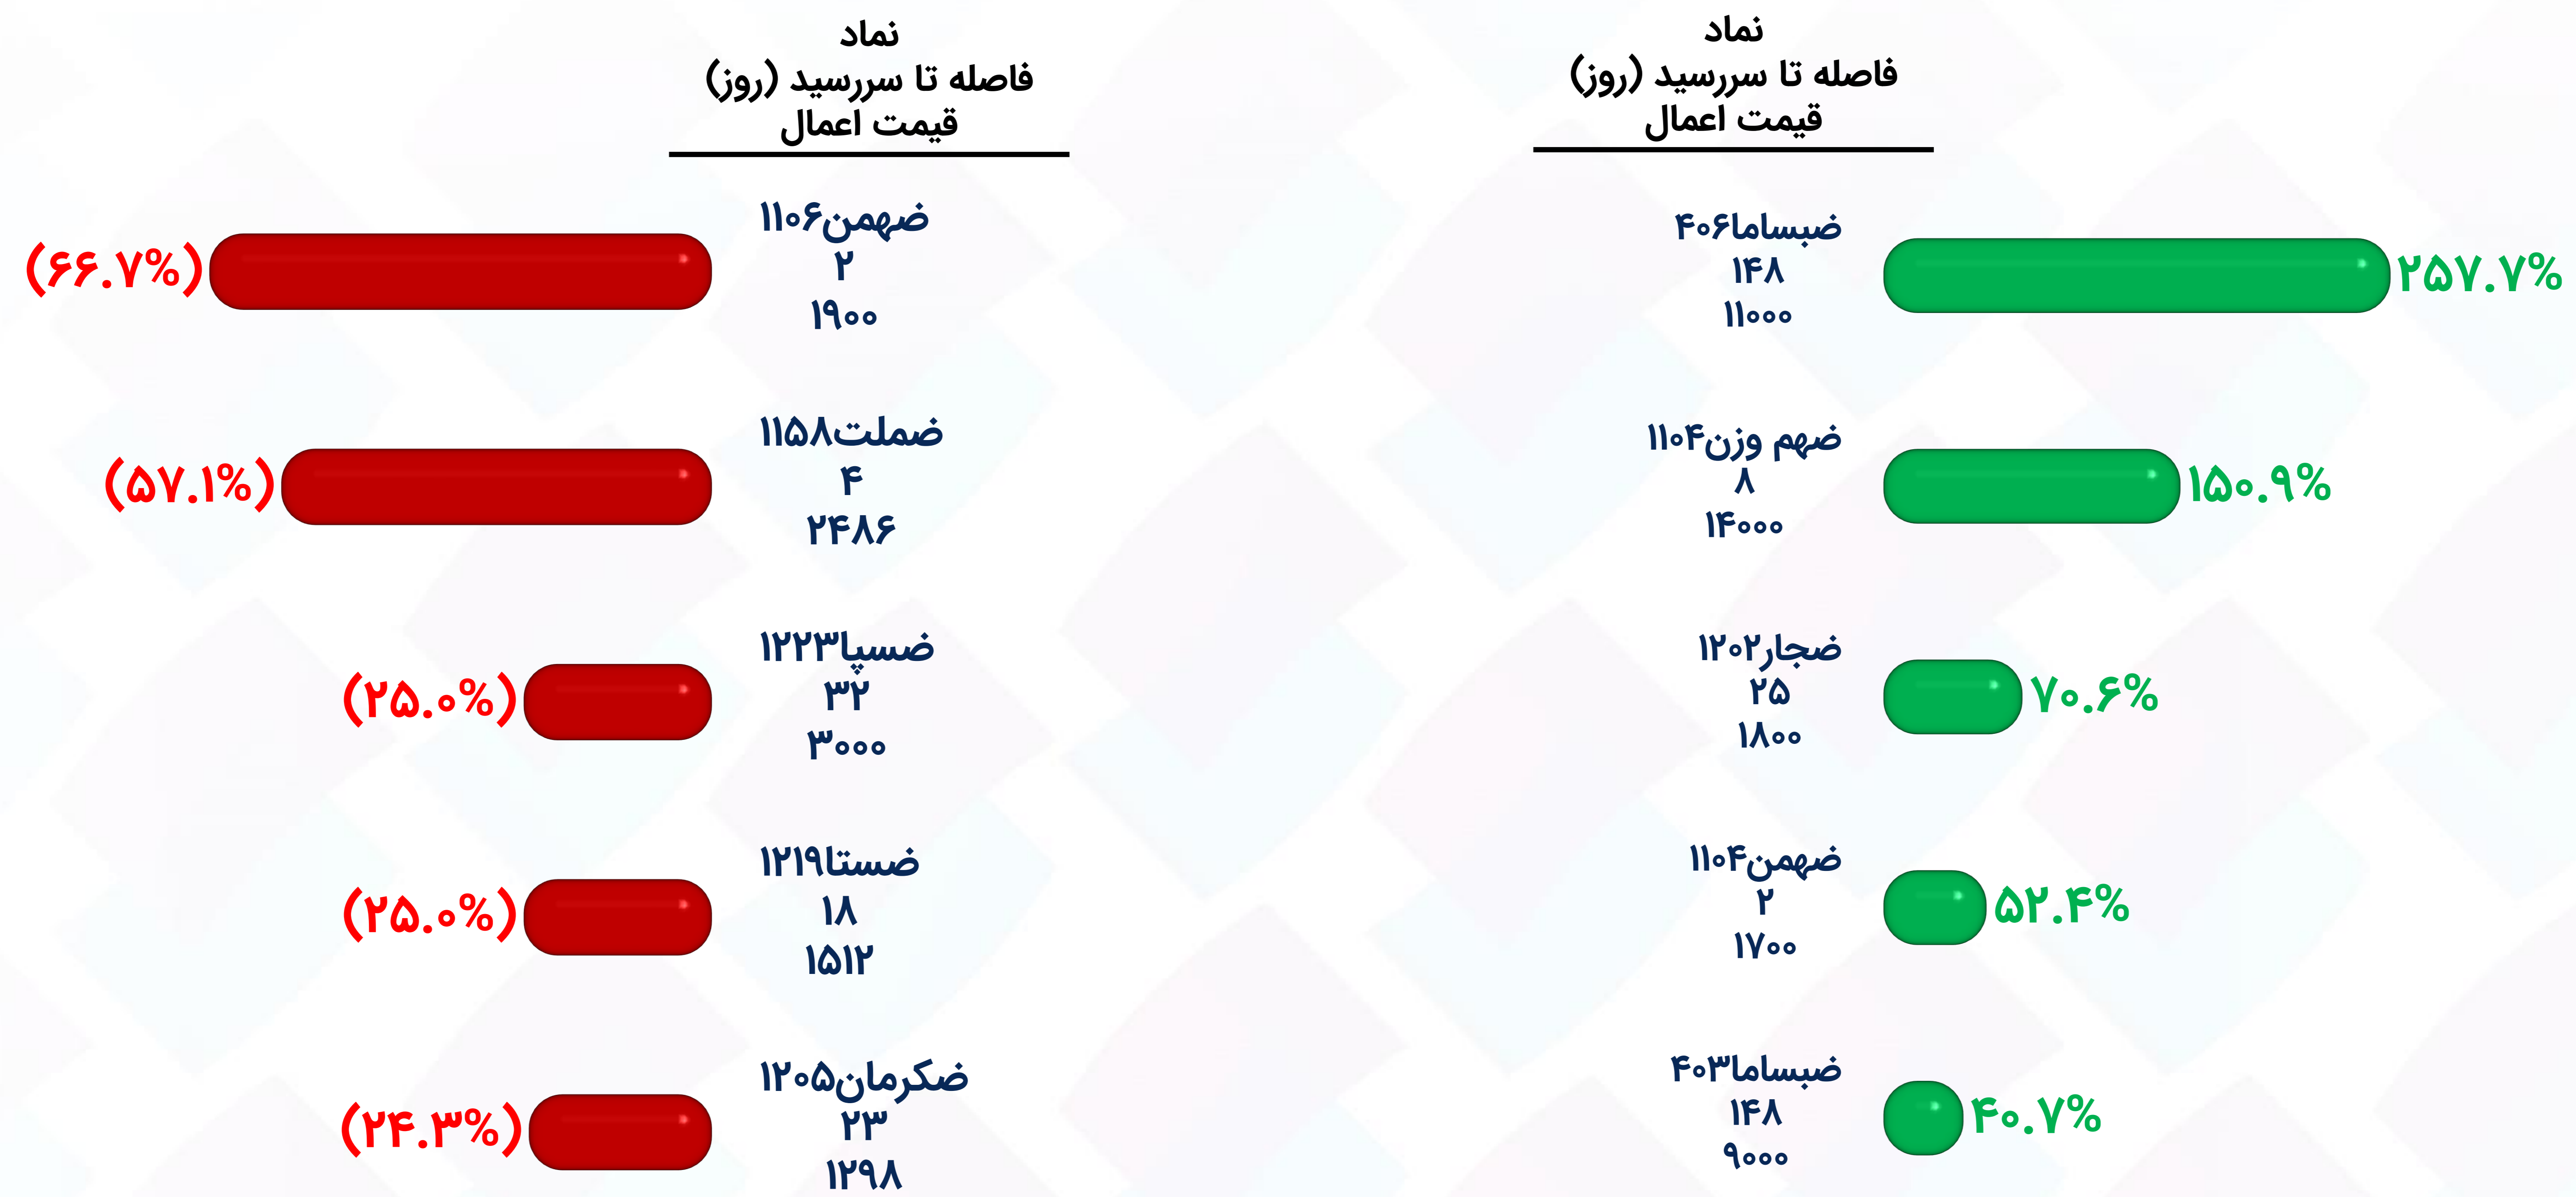 نماد
فاصله تا سررسید (روز)
قیمت اعمال
ضبساما۴۰۶
۱۴۸
۱۱۰۰۰
۲۵۷.۷%
ضهم وزن۱۱۰۴
۸
۱۴۰۰۰
۱۵۰.۹%
ضجار۱۲۰۲
۲۵
۱۸۰۰
۷۰.۶%
ضهمن۱۱۰۴
۲
۱۷۰۰
۵۲.۴%
ضبساما۴۰۳
۱۴۸
۹۰۰۰
۴۰.۷%
نماد
فاصله تا سررسید (روز)
قیمت اعمال
ضهمن۱۱۰۶
۲
۱۹۰۰
(۶۶.۷%)
ضملت۱۱۵۸
۴
۲۴۸۶
(۵۷.۱%)
ضسپا۱۲۲۳
۳۲
۳۰۰۰
(۲۵.۰%)
ضستا۱۲۱۹
۱۸
۱۵۱۲
(۲۵.۰%)
ضکرمان۱۲۰۵
۲۳
۱۲۹۸
(۲۴.۳%)